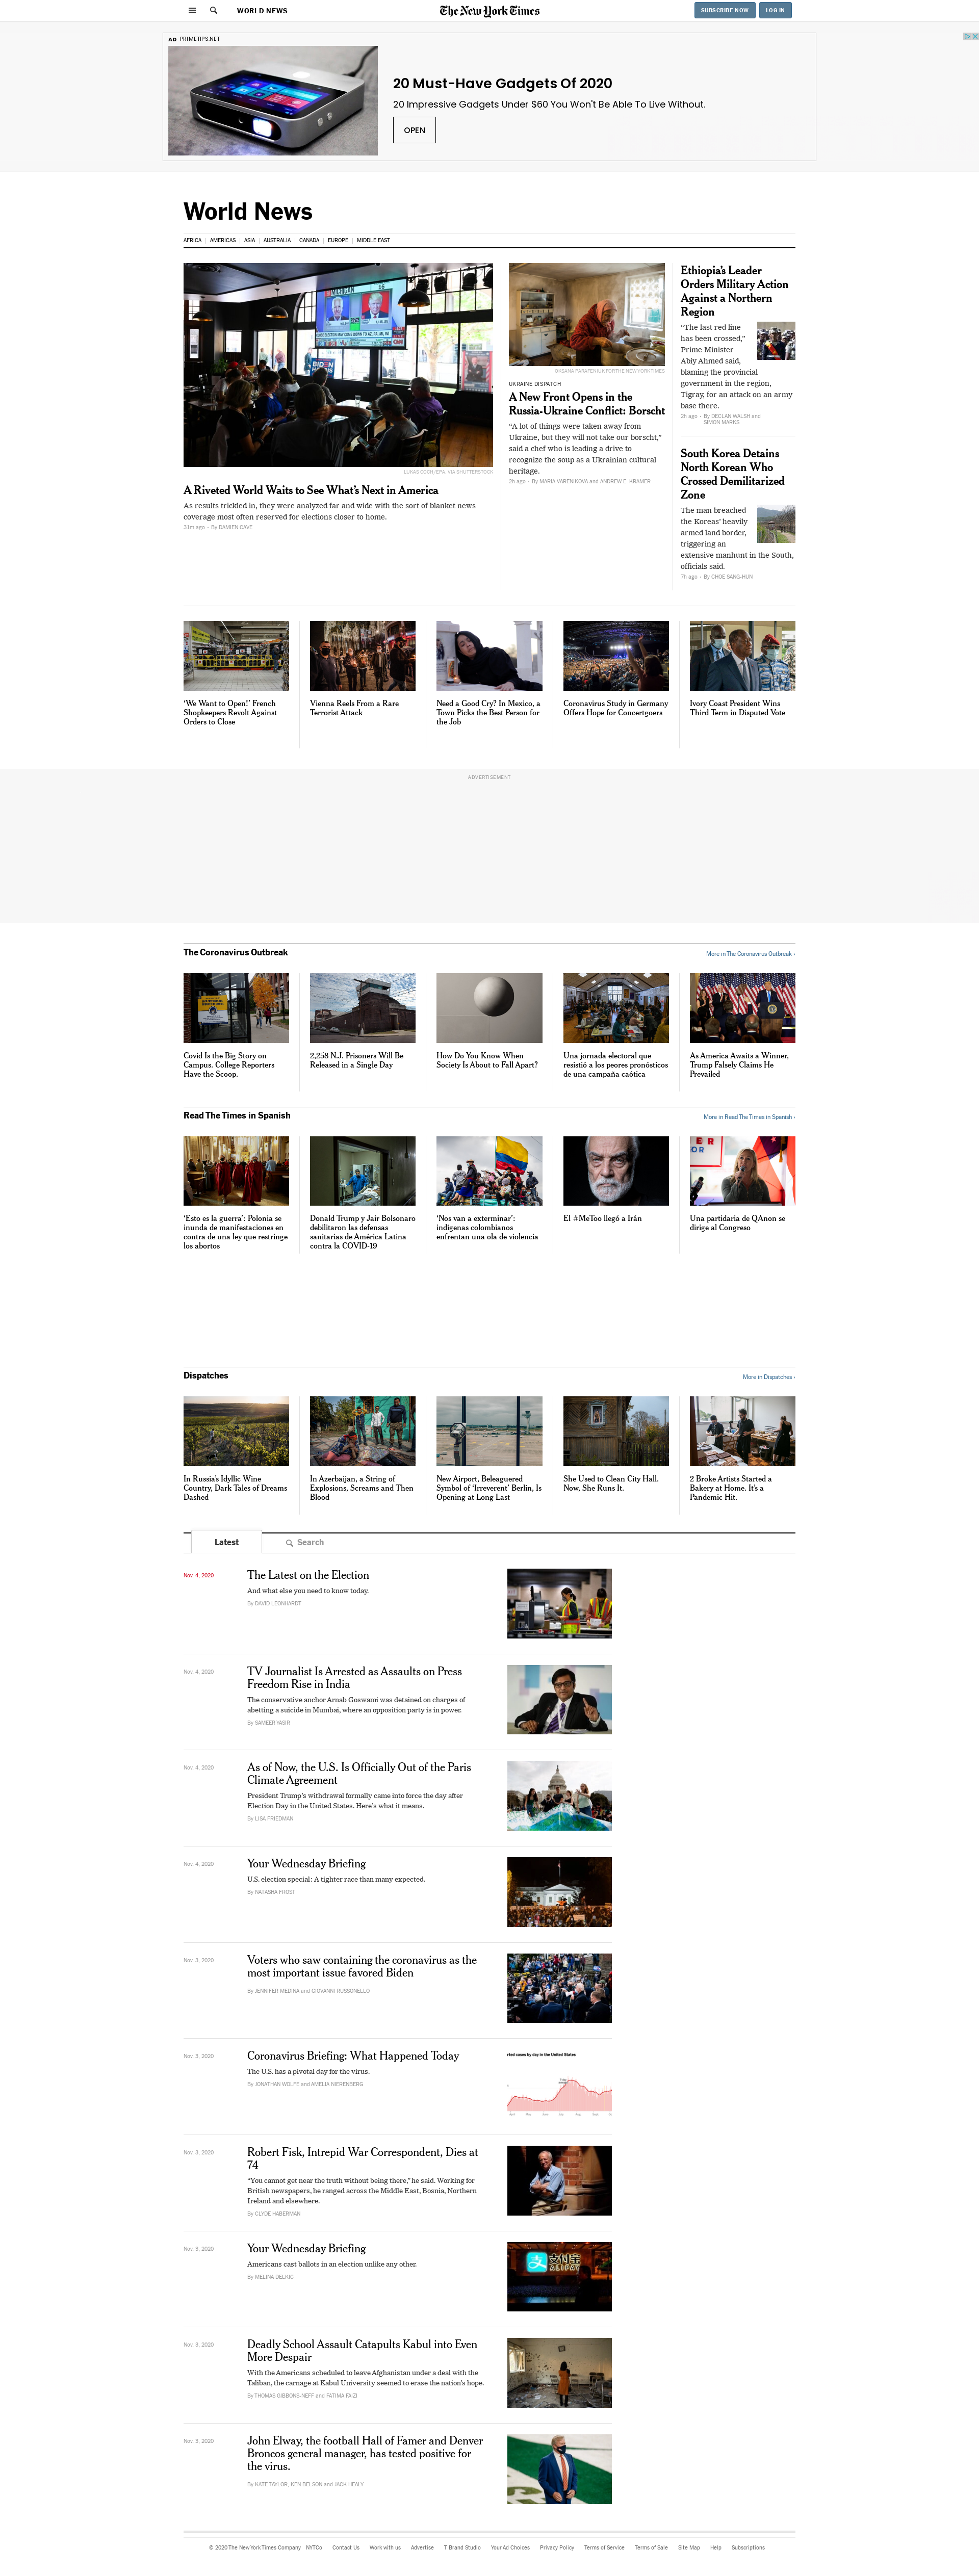 WORLD NEWS
The New York Times
SUBSCRIBE NOW
LOG IN
AD PRIMETIPS.NET
20 Must-Have Gadgets Of 2020
20 Impressive Gadgets Under $60 You Won't Be Able To Live Without.
OPEN
World News
AFRICA
AMERICAS
ASIA
AUSTRALIA
CANADA
EUROPE
MIDDLE EAST
MICHIGAN
16
BIDEN
CNN
LUKAS COCH/EPA, VIA SHUTTERSTOCK
A Riveted World Waits to See What's Next in America
As results trickled in, they were analyzed far and wide with the sort of blanket news
coverage most often reserved for elections closer to home.
31m ago - By DAMIEN CAVE
OKSANA PARAFENIUK FOR THE NEW YORK TIMES
UKRAINE DISPATCH
A New Front Opens in the
Russia-Ukraine Conflict: Borscht
“A lot of things were taken away from
Ukraine, but they will not take our borscht,”
said a chef who is leading a drive to
recognize the soup as a Ukrainian cultural
heritage.
2h ago - By MARIA VARENIKOVA and ANDREW E. KRAMER
Ethiopia's Leader
Orders Military Action
Against a Northern
Region
“The last red line
has been crossed,”
Prime Minister
Abiy Ahmed said,
blaming the provincial
government in the region,
Tigray, for an attack on an army
base there.
2h ago - By DECLAN WALSH and
SIMON MARKS
South Korea Detains
North Korean Who
Crossed Demilitarized
Zone
The man breached
the Koreas' heavily
armed land border,
triggering an
extensive manhunt in the South,
officials said.
7h ago - By CHOE SANG-HUN
‘We Want to Open!’ French
Shopkeepers Revolt Against
Orders to Close
Vienna Reels From a Rare
Terrorist Attack
Need a Good Cry? In Mexico, a
Town Picks the Best Person for
the Job
Coronavirus Study in Germany
Offers Hope for Concertgoers
Ivory Coast President Wins
Third Term in Disputed Vote
ADVERTISEMENT
The Coronavirus Outbreak
More in The Coronavirus Outbreak ›
Covid Is the Big Story on
Campus. College Reporters
Have the Scoop.
2,258 N.J. Prisoners Will Be
Released in a Single Day
How Do You Know When
Society Is About to Fall Apart?
Una jornada electoral que
resistió a los peores pronósticos
de una campaña caótica
As America Awaits a Winner,
Trump Falsely Claims He
Prevailed
Read The Times in Spanish
More in Read The Times in Spanish ›
‘Esto es la guerra’: Polonia se
inunda de manifestaciones en
contra de una ley que restringe
los abortos
Donald Trump y Jair Bolsonaro
debilitaron las defensas
sanitarias de América Latina
contra la COVID-19
‘Nos van a exterminar’:
indígenas colombianos
enfrentan una ola de violencia
El #MeToo llegó a Irán
Una partidaria de QAnon se
dirige al Congreso
Dispatches
More in Dispatches ›
In Russia's Idyllic Wine
Country, Dark Tales of Dreams
Dashed
In Azerbaijan, a String of
Explosions, Screams and Then
Blood
New Airport, Beleaguered
Symbol of ‘Irreverent’ Berlin, Is
Opening at Long Last
She Used to Clean City Hall.
Now, She Runs It.
2 Broke Artists Started a
Bakery at Home. It's a
Pandemic Hit.
Latest
Search
Nov. 4, 2020
The Latest on the Election
And what else you need to know today.
By DAVID LEONHARDT
Nov. 4, 2020
TV Journalist Is Arrested as Assaults on Press
Freedom Rise in India
The conservative anchor Arnab Goswami was detained on charges of
abetting a suicide in Mumbai, where an opposition party is in power.
By SAMEER YASIR
Nov. 4, 2020
As of Now, the U.S. Is Officially Out of the Paris
Climate Agreement
President Trump's withdrawal formally came into force the day after
Election Day in the United States. Here's what it means.
By LISA FRIEDMAN
Nov. 4, 2020
Your Wednesday Briefing
U.S. election special: A tighter race than many expected.
By NATASHA FROST
Nov. 3, 2020
Voters who saw containing the coronavirus as the
most important issue favored Biden
By JENNIFER MEDINA and GIOVANNI RUSSONELLO
Nov. 3, 2020
Coronavirus Briefing: What Happened Today
The U.S. has a pivotal day for the virus.
By JONATHAN WOLFE and AMELIA NIERENBERG
rted cases by day in the United States
Nov. 3, 2020
Robert Fisk, Intrepid War Correspondent, Dies at
74
“You cannot get near the truth without being there,” he said. Working for
British newspapers, he ranged across the Middle East, Bosnia, Northern
Ireland and elsewhere.
By CLYDE HABERMAN
Nov. 3, 2020
Your Wednesday Briefing
Americans cast ballots in an election unlike any other.
By MELINA DELKIC
支付宝
ALIPAY
Nov. 3, 2020
Deadly School Assault Catapults Kabul into Even
More Despair
With the Americans scheduled to leave Afghanistan under a deal with the
Taliban, the carnage at Kabul University seemed to erase the nation's hope.
By THOMAS GIBBONS-NEFF and FATIMA FAIZI
Nov. 3, 2020
John Elway, the football Hall of Famer and Denver
Broncos general manager, has tested positive for
the virus.
By KATE TAYLOR, KEN BELSON and JACK HEALY
© 2020 The New York Times Company
NYTCo
Contact Us
Work with us
Advertise
T Brand Studio
Your Ad Choices
Privacy Policy
Terms of Service
Terms of Sale
Site Map
Help
Subscriptions